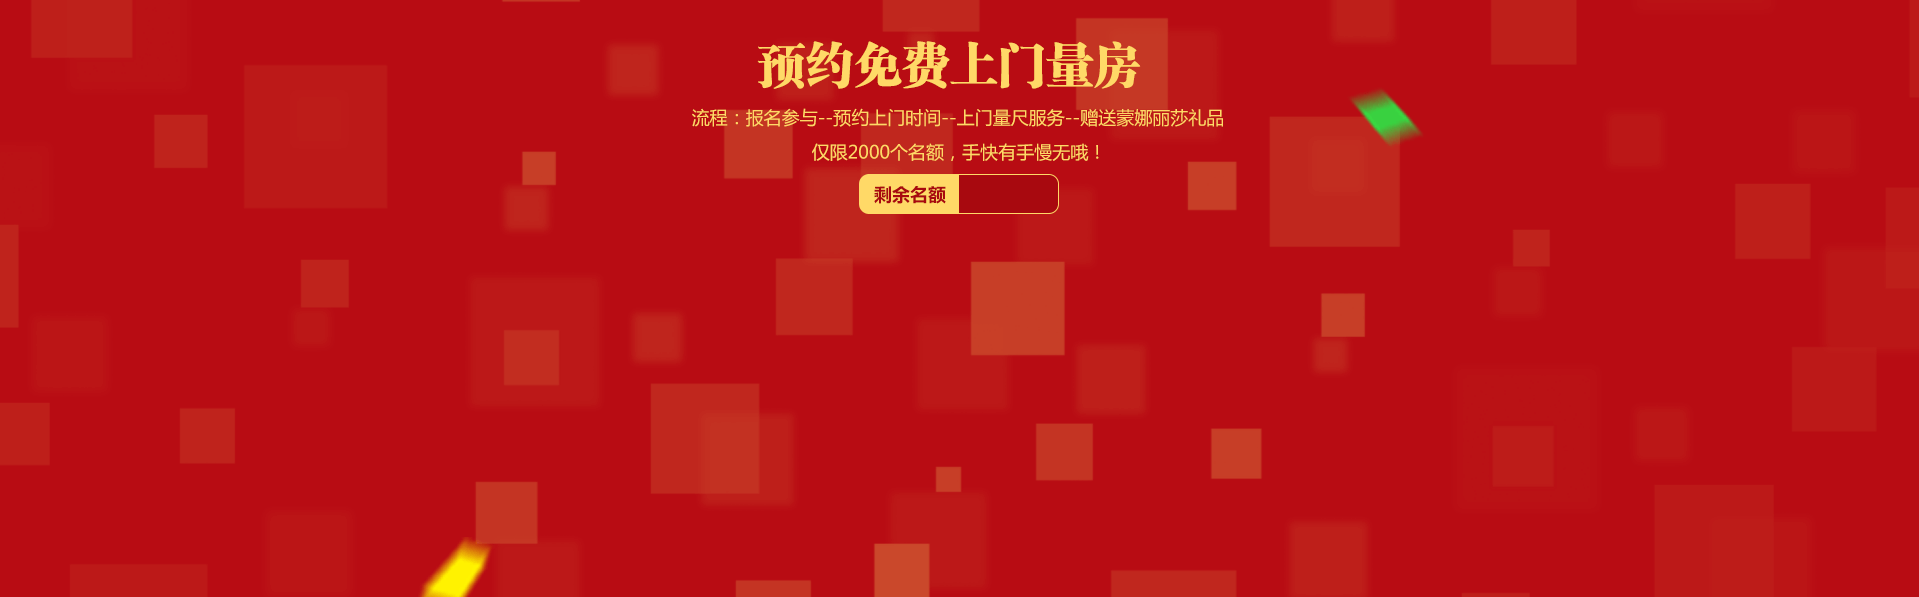 预约免费上门量房
流程：报名参与--预约上门时间--上门量尺服务--赠送蒙娜丽莎礼品
仅限2000个名额，手快有手慢无哦！
剩余名额